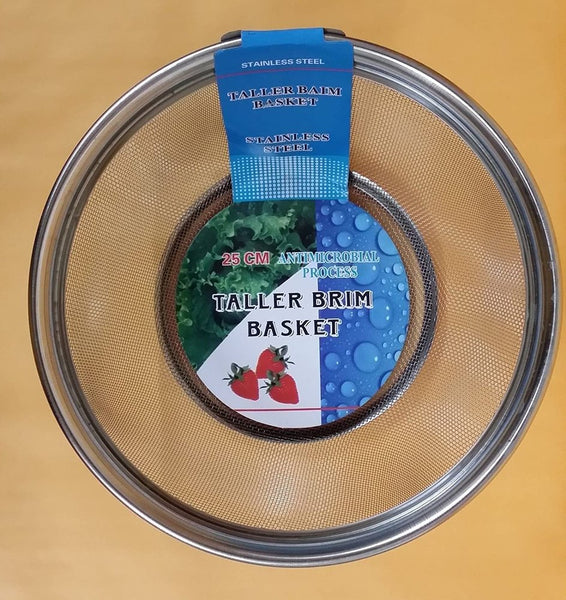 STAINLESS STEEL
TALLER BAIM
BASKET
STAINLESS
STEEL
25 CM ANTIMICROBIAL
PROCESS
TALLER BRIM
BASKET